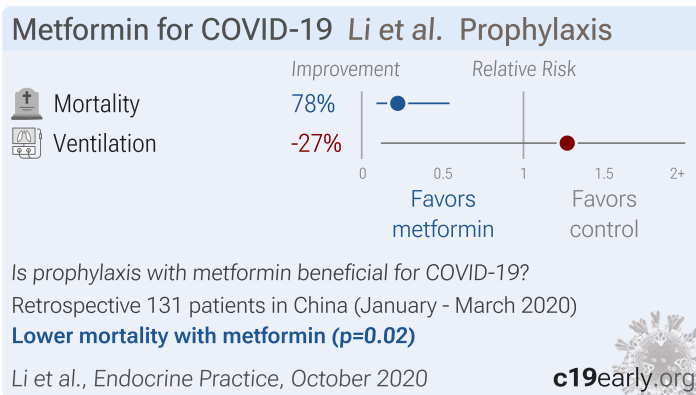 Metformin for COVID-19 Li et al. Prophylaxis
Improvement Relative Risk
Mortality 78%
Ventilation -27%
0 0.5 1 1.5 2+
Favors metformin Favors control
Is prophylaxis with metformin beneficial for COVID-19?
Retrospective 131 patients in China (January - March 2020)
Lower mortality with metformin (p=0.02)
Li et al., Endocrine Practice, October 2020 c19early.org